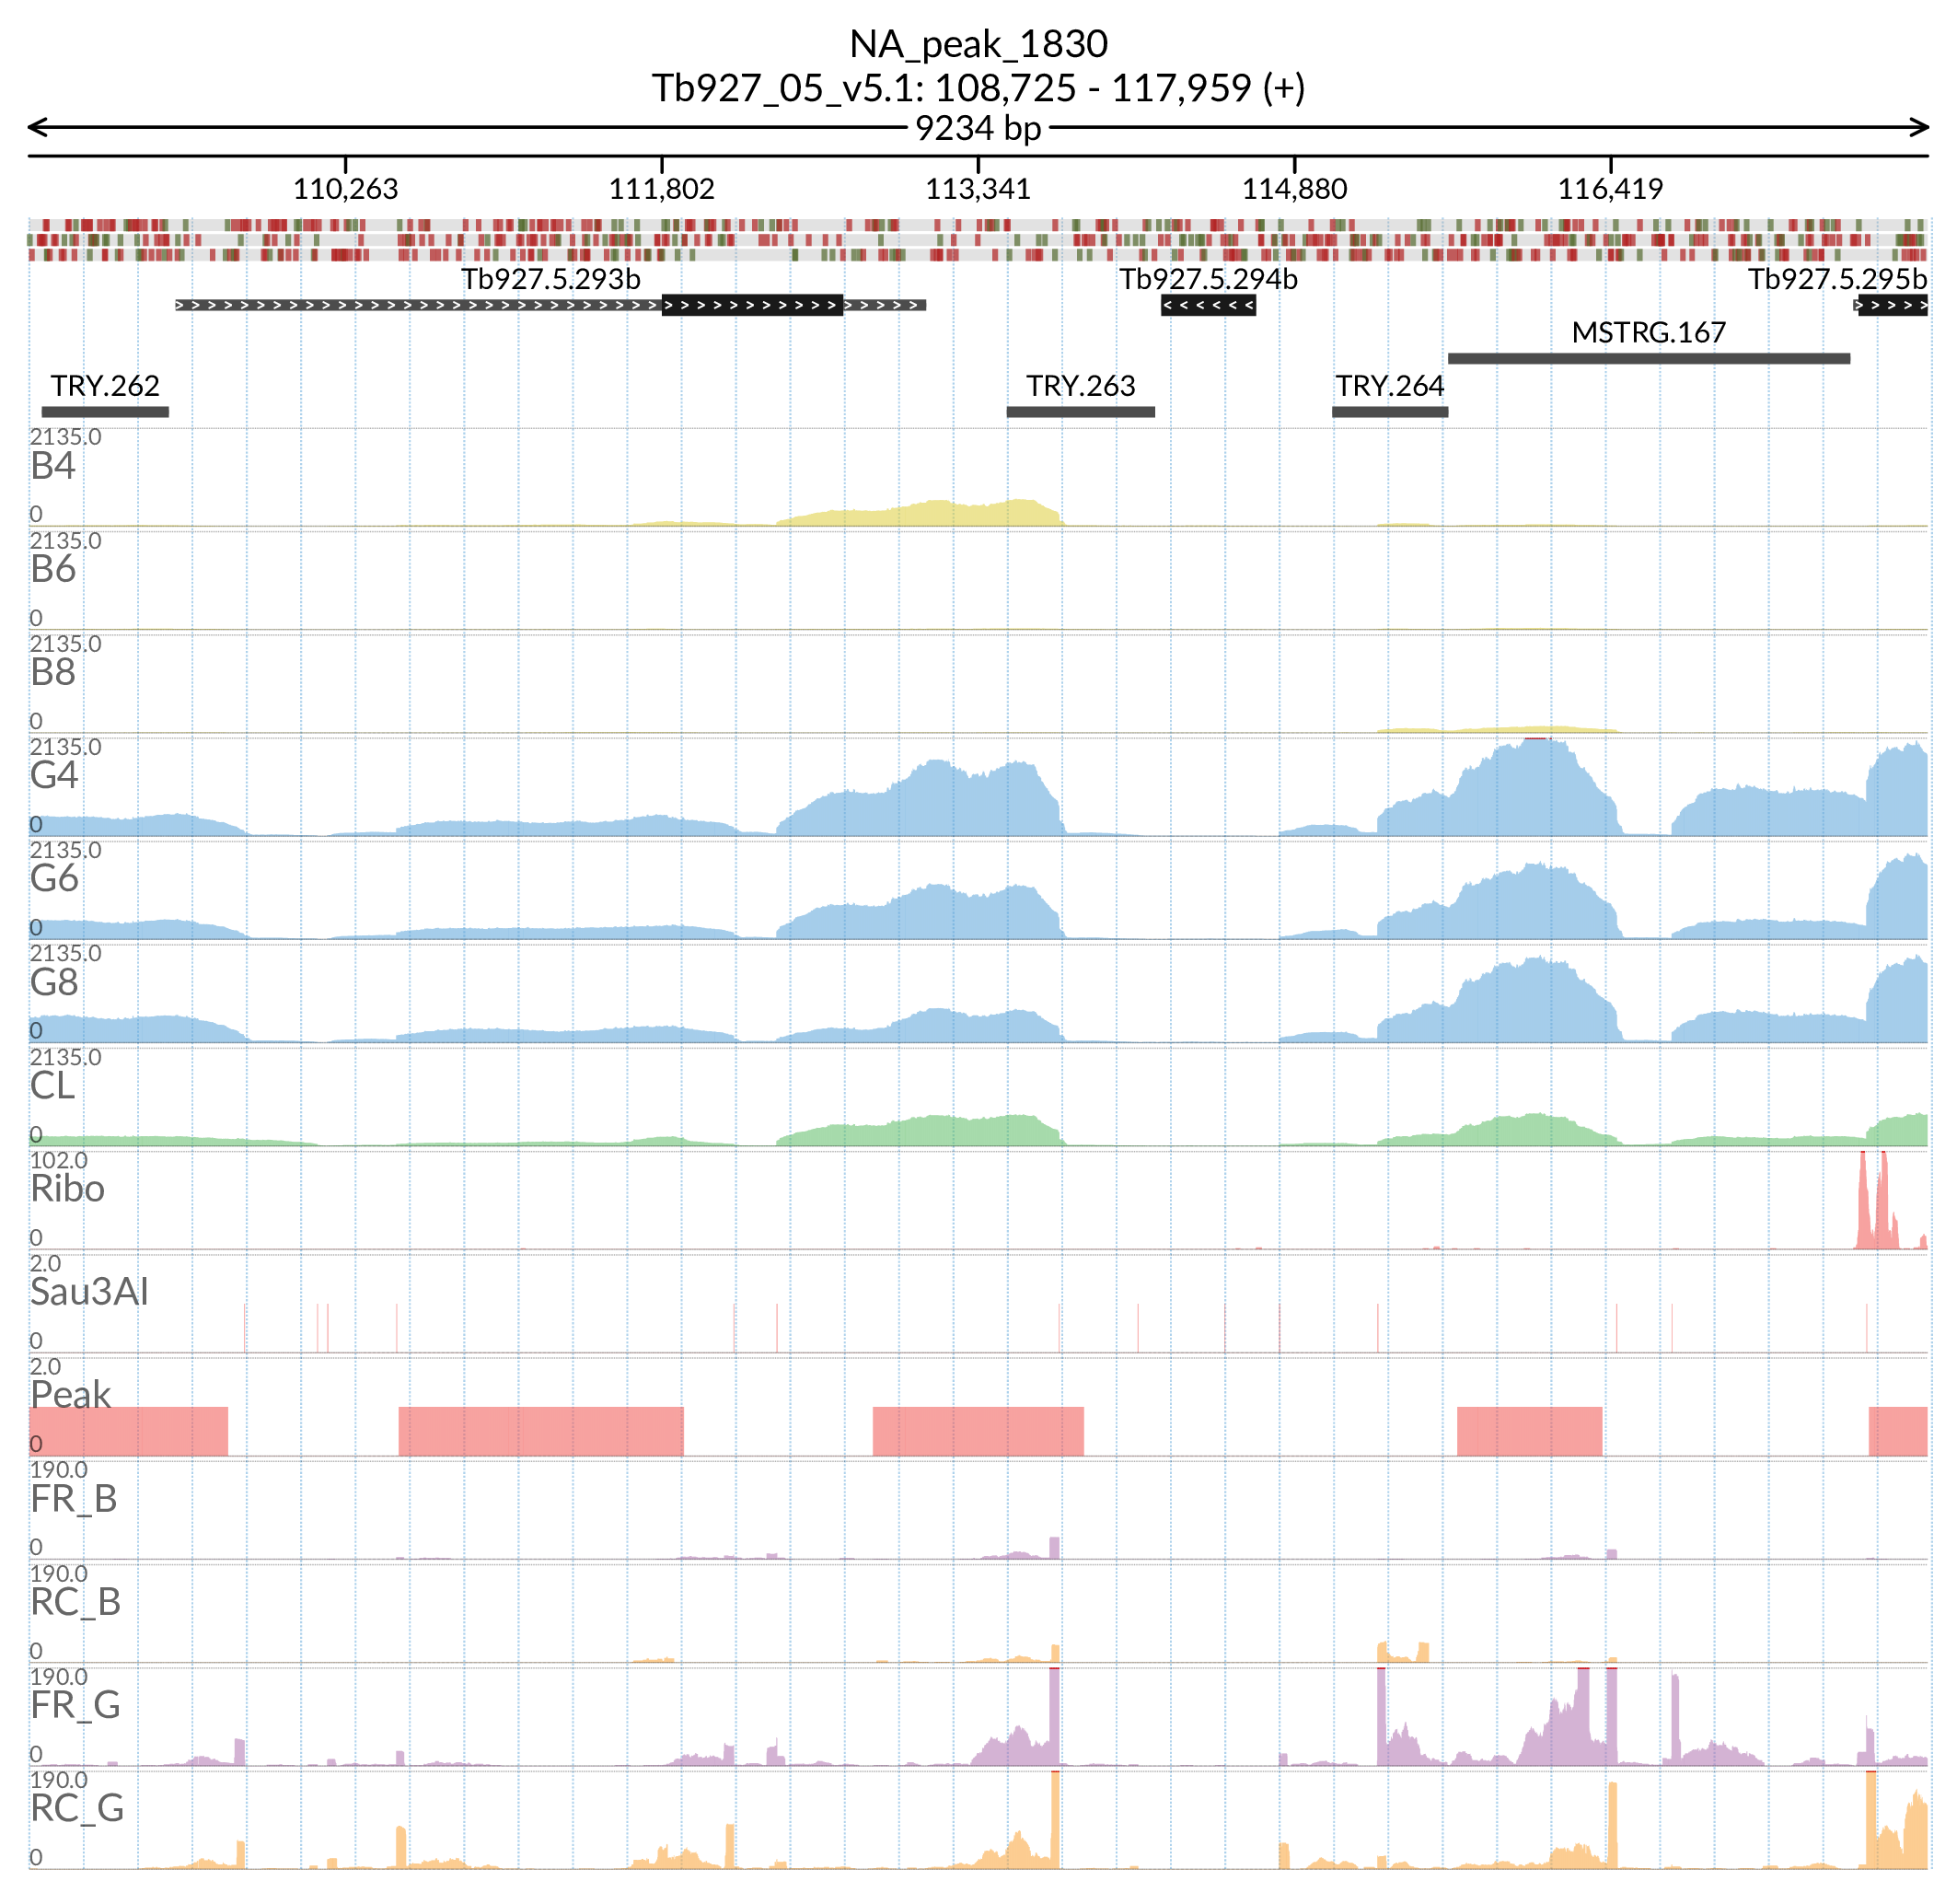 NA_peak_1830
Tb927_05_v5.1: 108,725 - 117,959 (+)
9234 bp
110,263 111,802 113,341 114,880 116,419
Tb927.5.293b Tb927.5.294b Tb927.5.295b
MSTRG.167
TRY.262 TRY.263 TRY.264
2135.0
B4
0
2135.0
B6
0
2135.0
B8
0
2135.0
G4
0
2135.0
G6
0
2135.0
G8
0
2135.0
CL
0
102.0
Ribo
0
2.0
Sau3AI
0
2.0
Peak
0
190.0
FR_B
0
190.0
RC_B
0
190.0
FR_G
0
190.0
RC_G
0